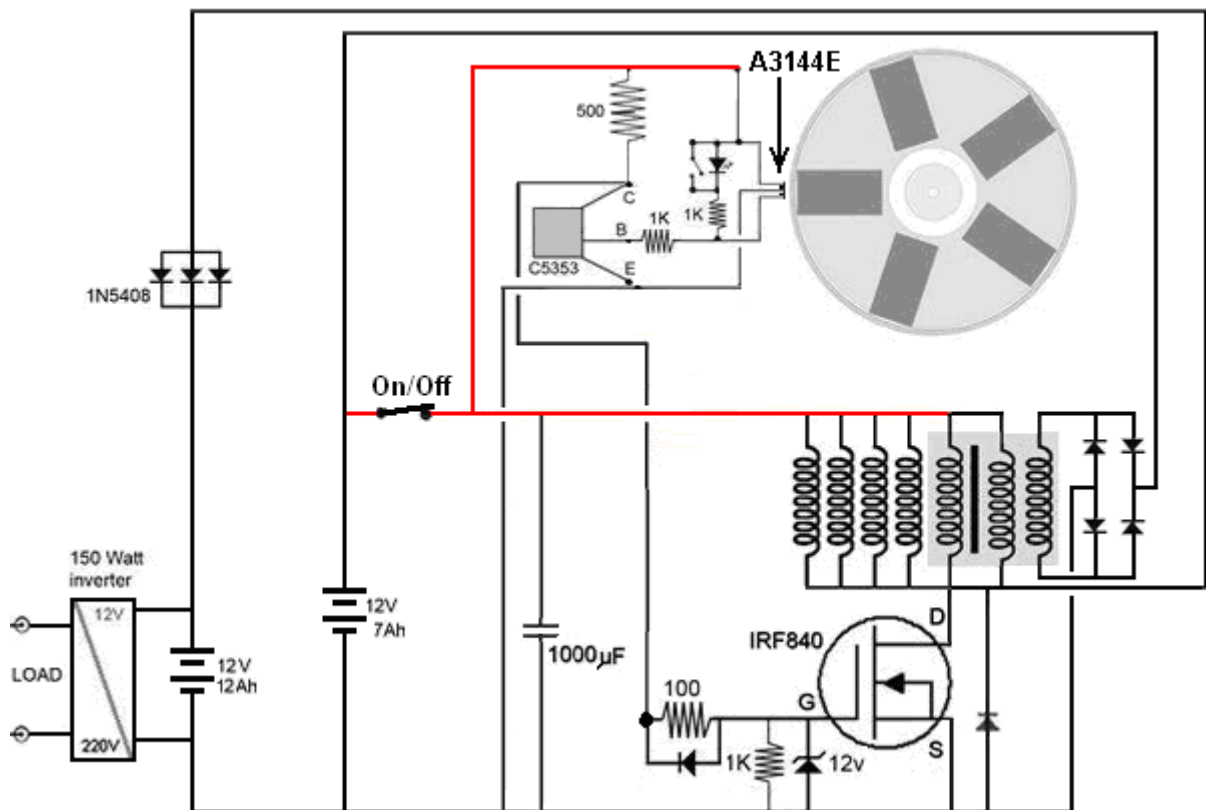 A3144E
500
C
1K
1K
B
C5353
E
1N5408
On/Off
150 Watt
inverter
12V
LOAD
220V
12V
12Ah
12V
7Ah
1000µF
100
1K
12v
IRF840
D
G
S